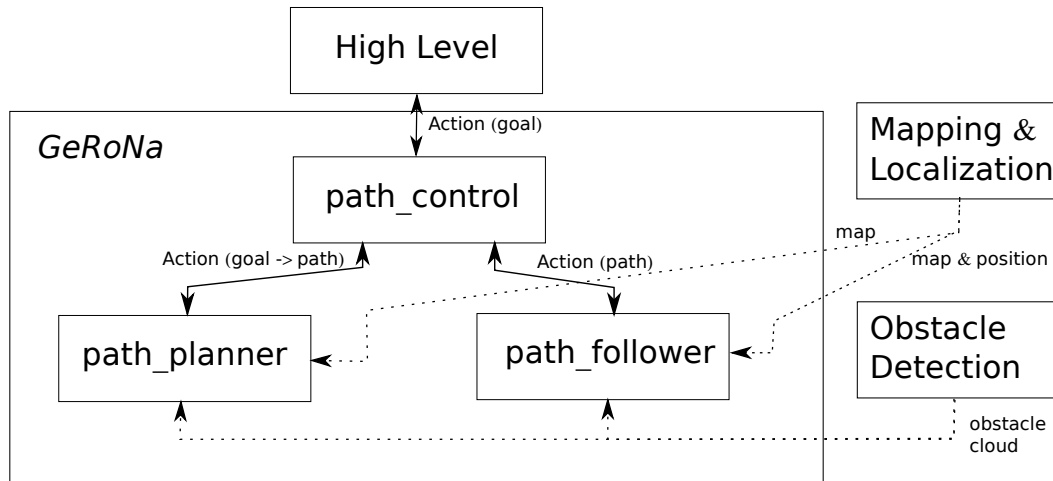 High Level
Action (goal)
GeRoNa
path_control
Mapping &
Localization
map
map & position
Action (goal -> path)
Action (path)
path_planner
path_follower
Obstacle
Detection
obstacle
cloud